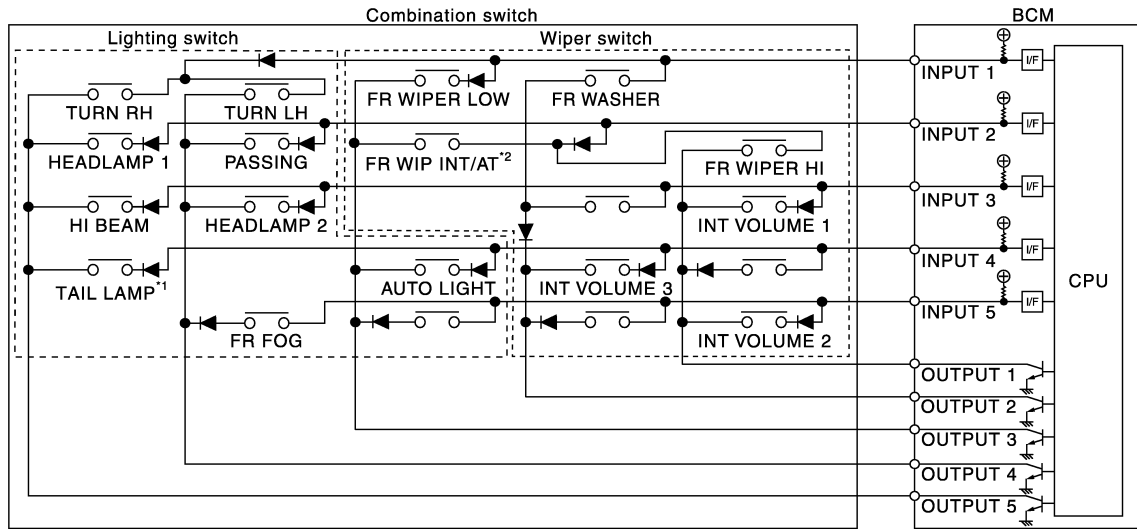 Combination switch
BCM
Lighting switch
Wiper switch
INPUT 1
I/F
TURN RH
TURN LH
FR WIPER LOW
FR WASHER
INPUT 2
I/F
HEADLAMP 1
PASSING
FR WIP INT/AT*2
FR WIPER HI
INPUT 3
I/F
HI BEAM
HEADLAMP 2
INT VOLUME 1
INPUT 4
I/F
TAIL LAMP*1
AUTO LIGHT
INT VOLUME 3
CPU
INPUT 5
I/F
FR FOG
INT VOLUME 2
OUTPUT 1
OUTPUT 2
OUTPUT 3
OUTPUT 4
OUTPUT 5